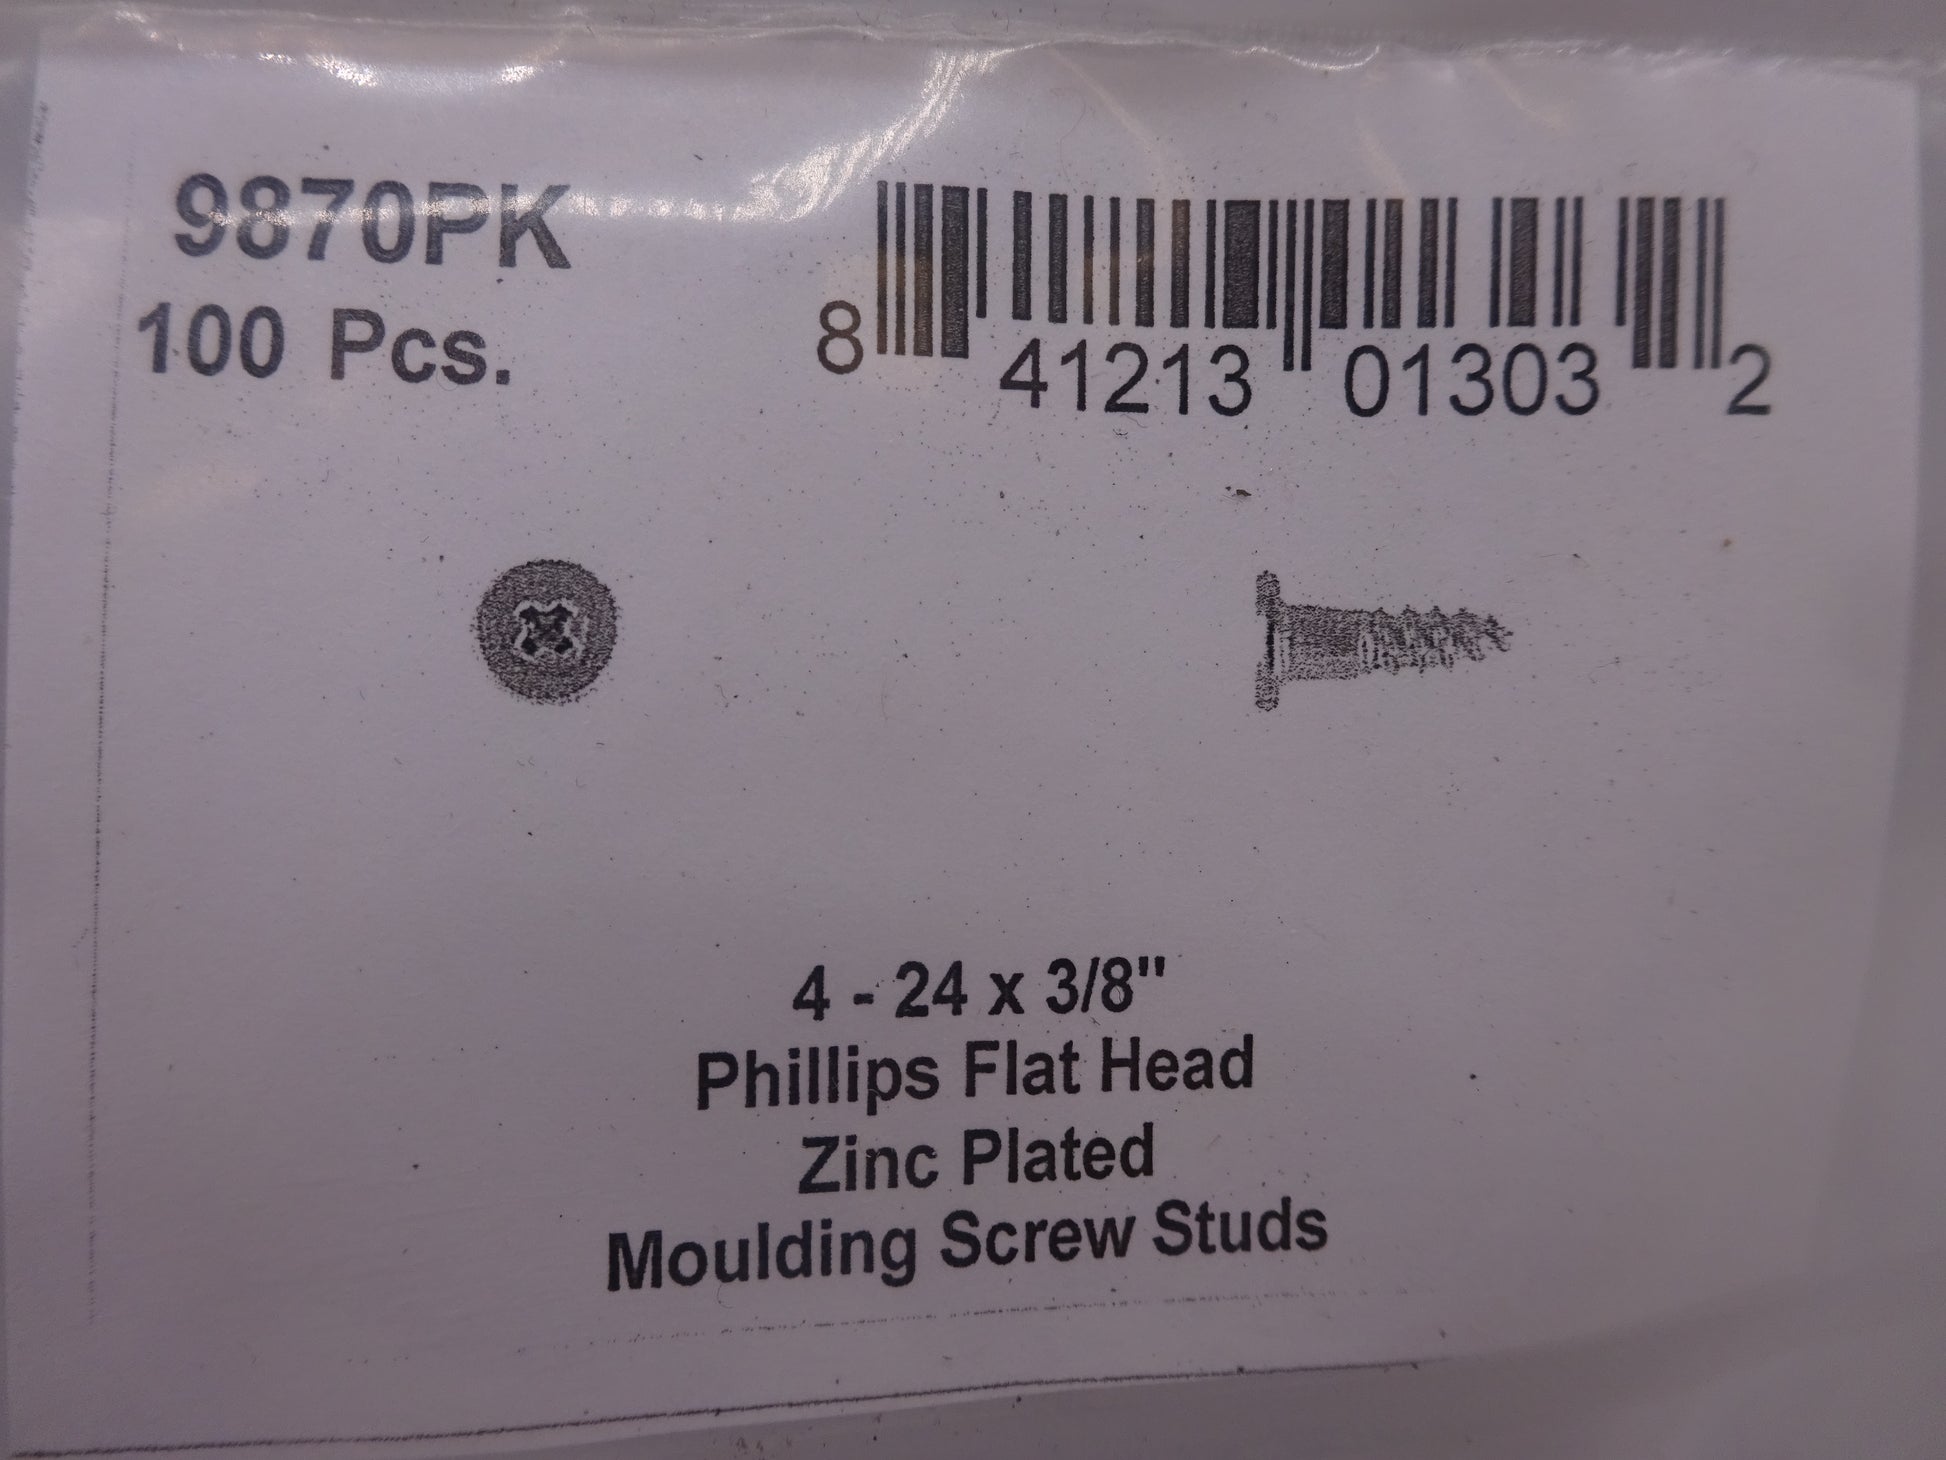 9870PK
100 Pcs.
8 41213 01303 2
4 - 24 x 3/8"
Phillips Flat Head
Zinc Plated
Moulding Screw Studs